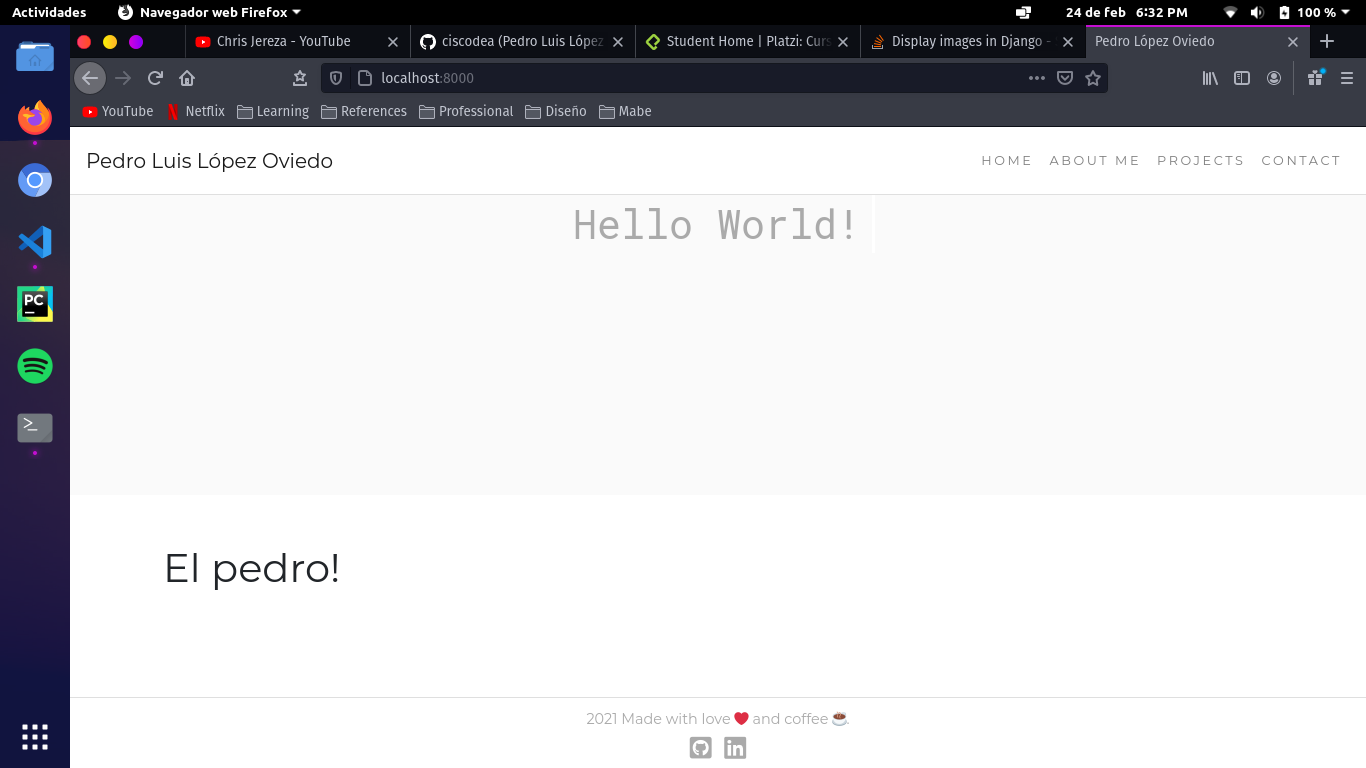 Actividades Navegador web Firefox 24 de feb 6:32 PM 100 %
Chris Jereza - YouTube ciscodea (Pedro Luis López Student Home | Platzi: Curs Display images in Django - Pedro López Oviedo
localhost:8000
YouTube Netflix Learning References Professional Diseño Mabe
Pedro Luis López Oviedo HOME ABOUT ME PROJECTS CONTACT
Hello World!
PC
El pedro!
2021 Made with love ❤️ and coffee ☕.
in